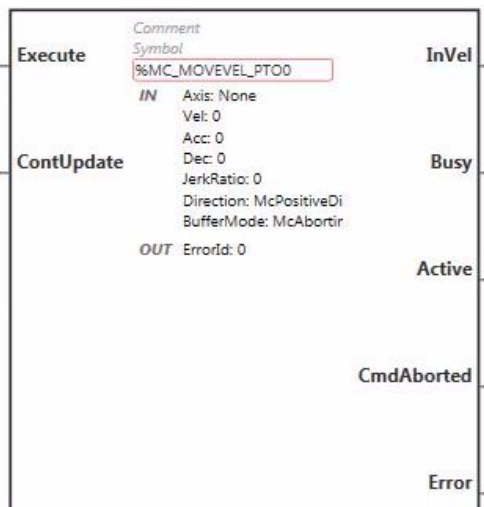 Comment
Execute
Symbol
InVel
%MC_MOVEVEL_PTO0
IN Axis: None
Vel: 0
Acc: 0
ContUpdate
Dec: 0
Busy
JerkRatio: 0
Direction: McPositiveDi
BufferMode: McAbortir
OUT ErrorId: 0
Active
CmdAborted
Error